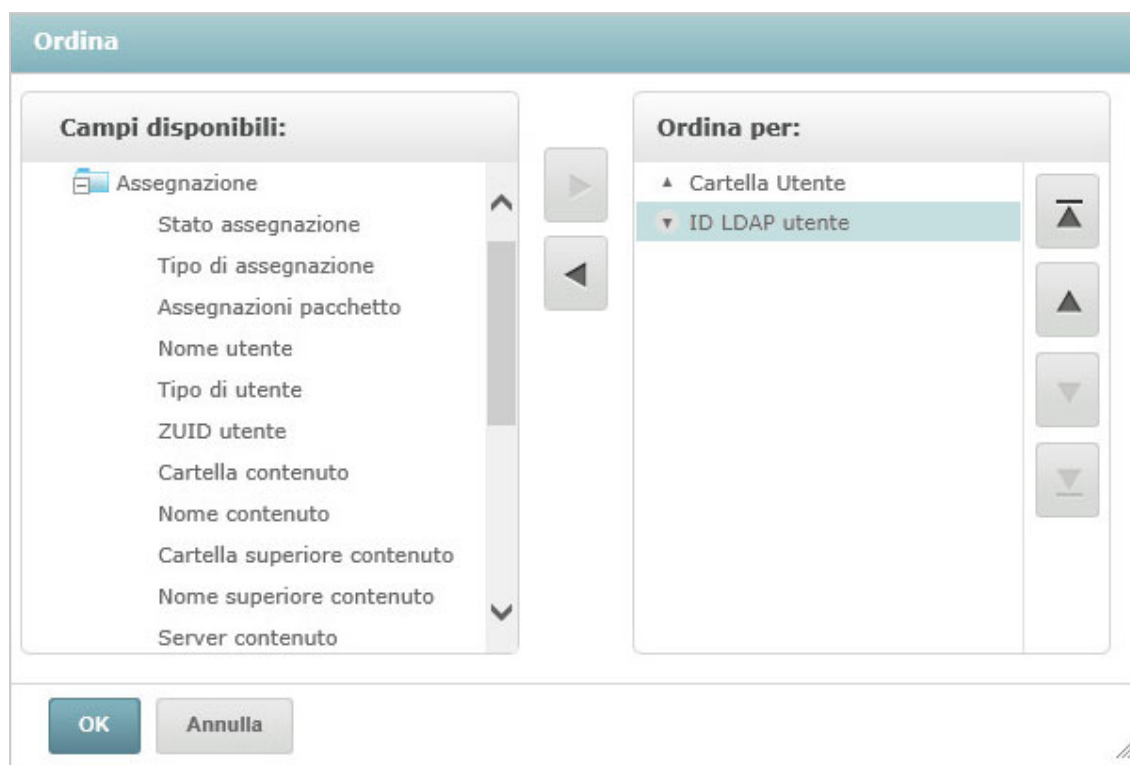 Ordina
Campi disponibili:
Assegnazione
Stato assegnazione
Tipo di assegnazione
Assegnazioni pacchetto
Nome utente
Tipo di utente
ZUID utente
Cartella contenuto
Nome contenuto
Cartella superiore contenuto
Nome superiore contenuto
Server contenuto
Ordina per:
Cartella Utente
ID LDAP utente
OK
Annulla